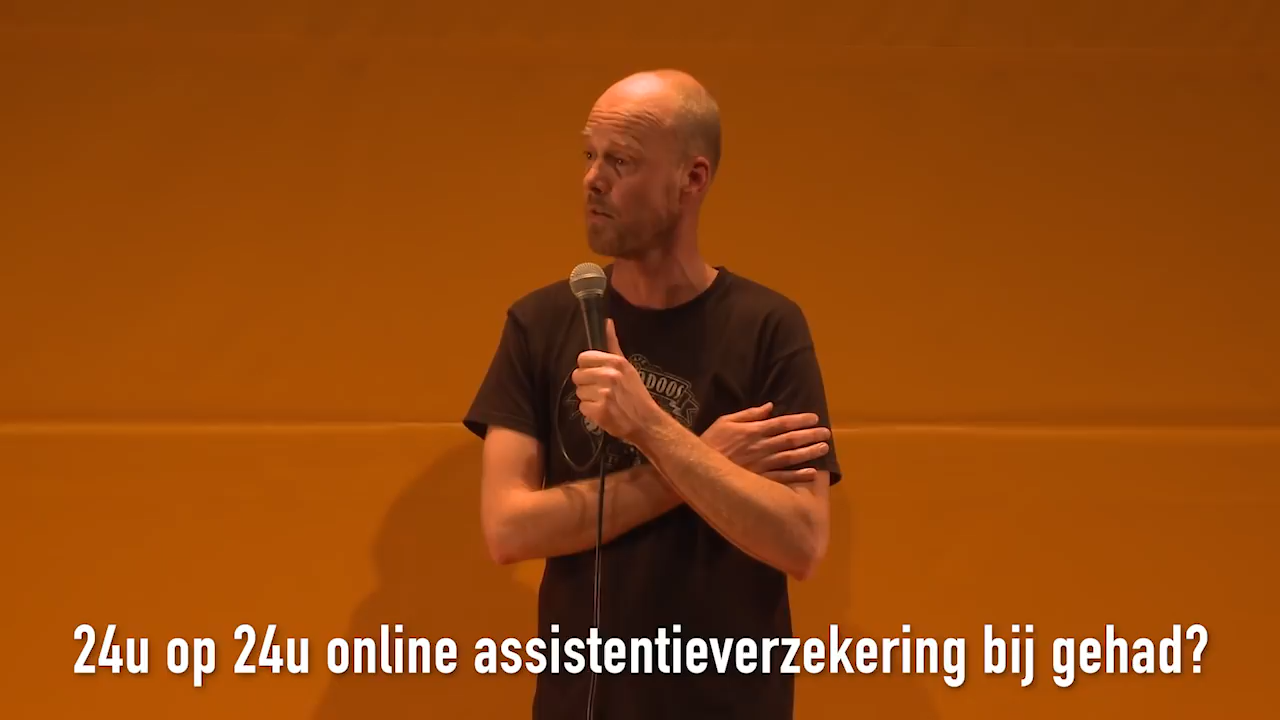 24u op 24u online assistentieverzekering bij gehad?